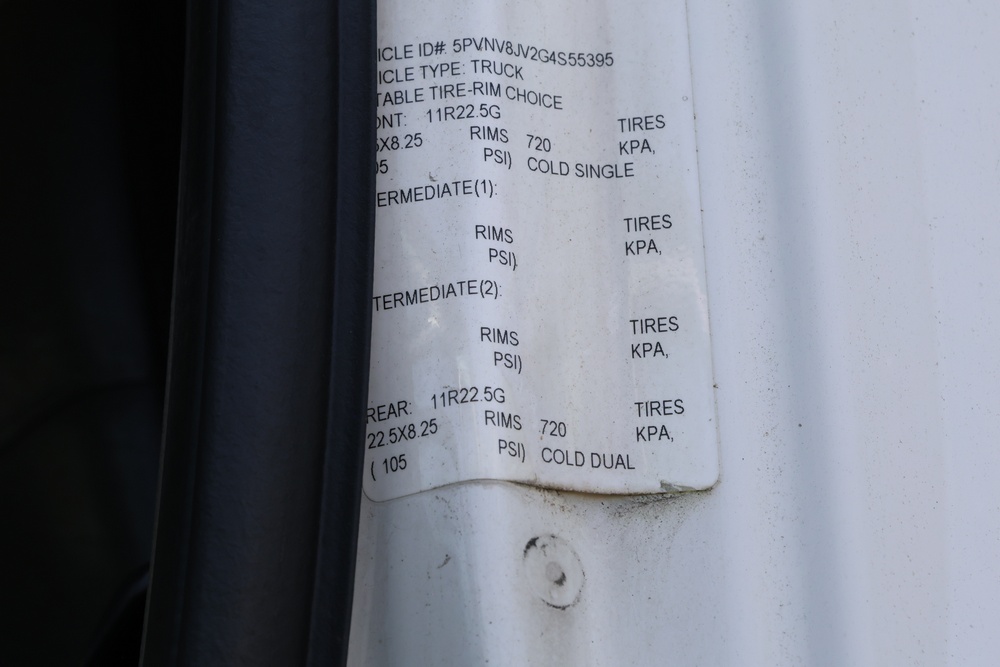 ICLE ID#: 5PVNV8JV2G4S55395
ICLE TYPE: TRUCK
TABLE TIRE-RIM CHOICE
ONT: 11R22.5G TIRES
5X8.25 RIMS 720 KPA,
05 PSI) COLD SINGLE
ERMEDIATE(1):
TIRES
RIMS KPA,
PSI)
TERMEDIATE(2):
TIRES
RIMS KPA,
PSI)
REAR: 11R22.5G TIRES
22.5X8.25 RIMS 720 KPA,
( 105 PSI) COLD DUAL